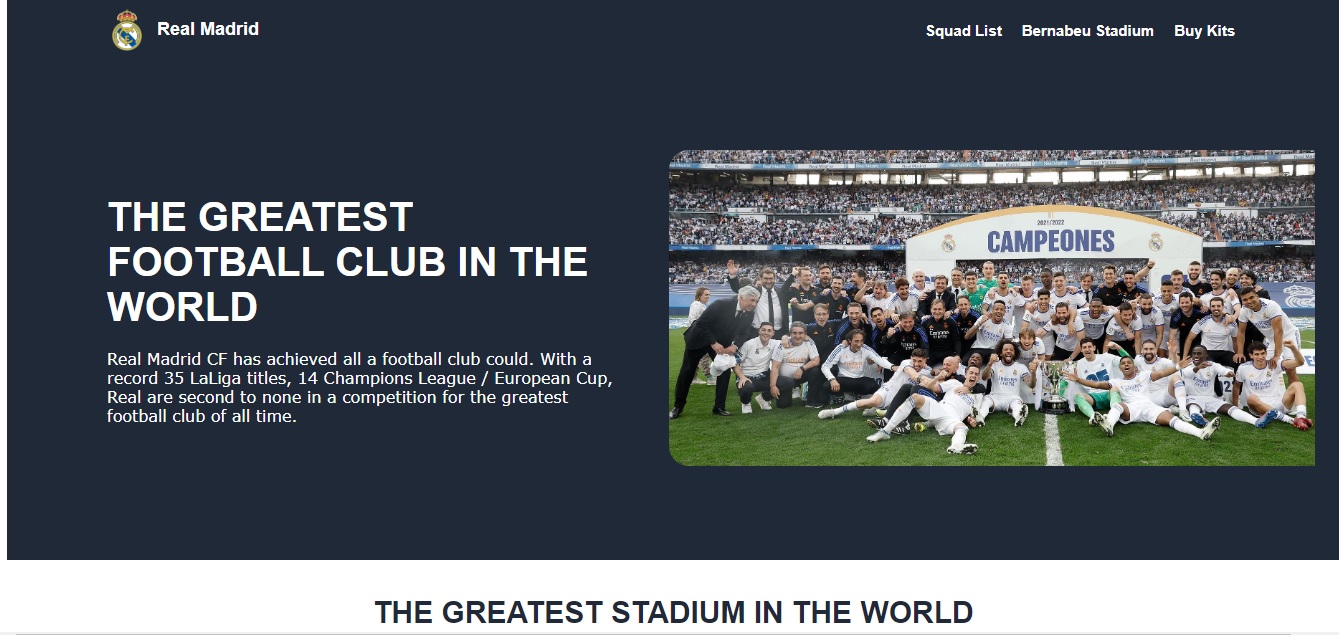 Real Madrid
Squad List
Bernabeu Stadium
Buy Kits
THE GREATEST
FOOTBALL CLUB IN THE
WORLD
Real Madrid CF has achieved all a football club could. With a
record 35 LaLiga titles, 14 Champions League / European Cup,
Real are second to none in a competition for the greatest
football club of all time.
2021/2022
CAMPEONES
THE GREATEST STADIUM IN THE WORLD